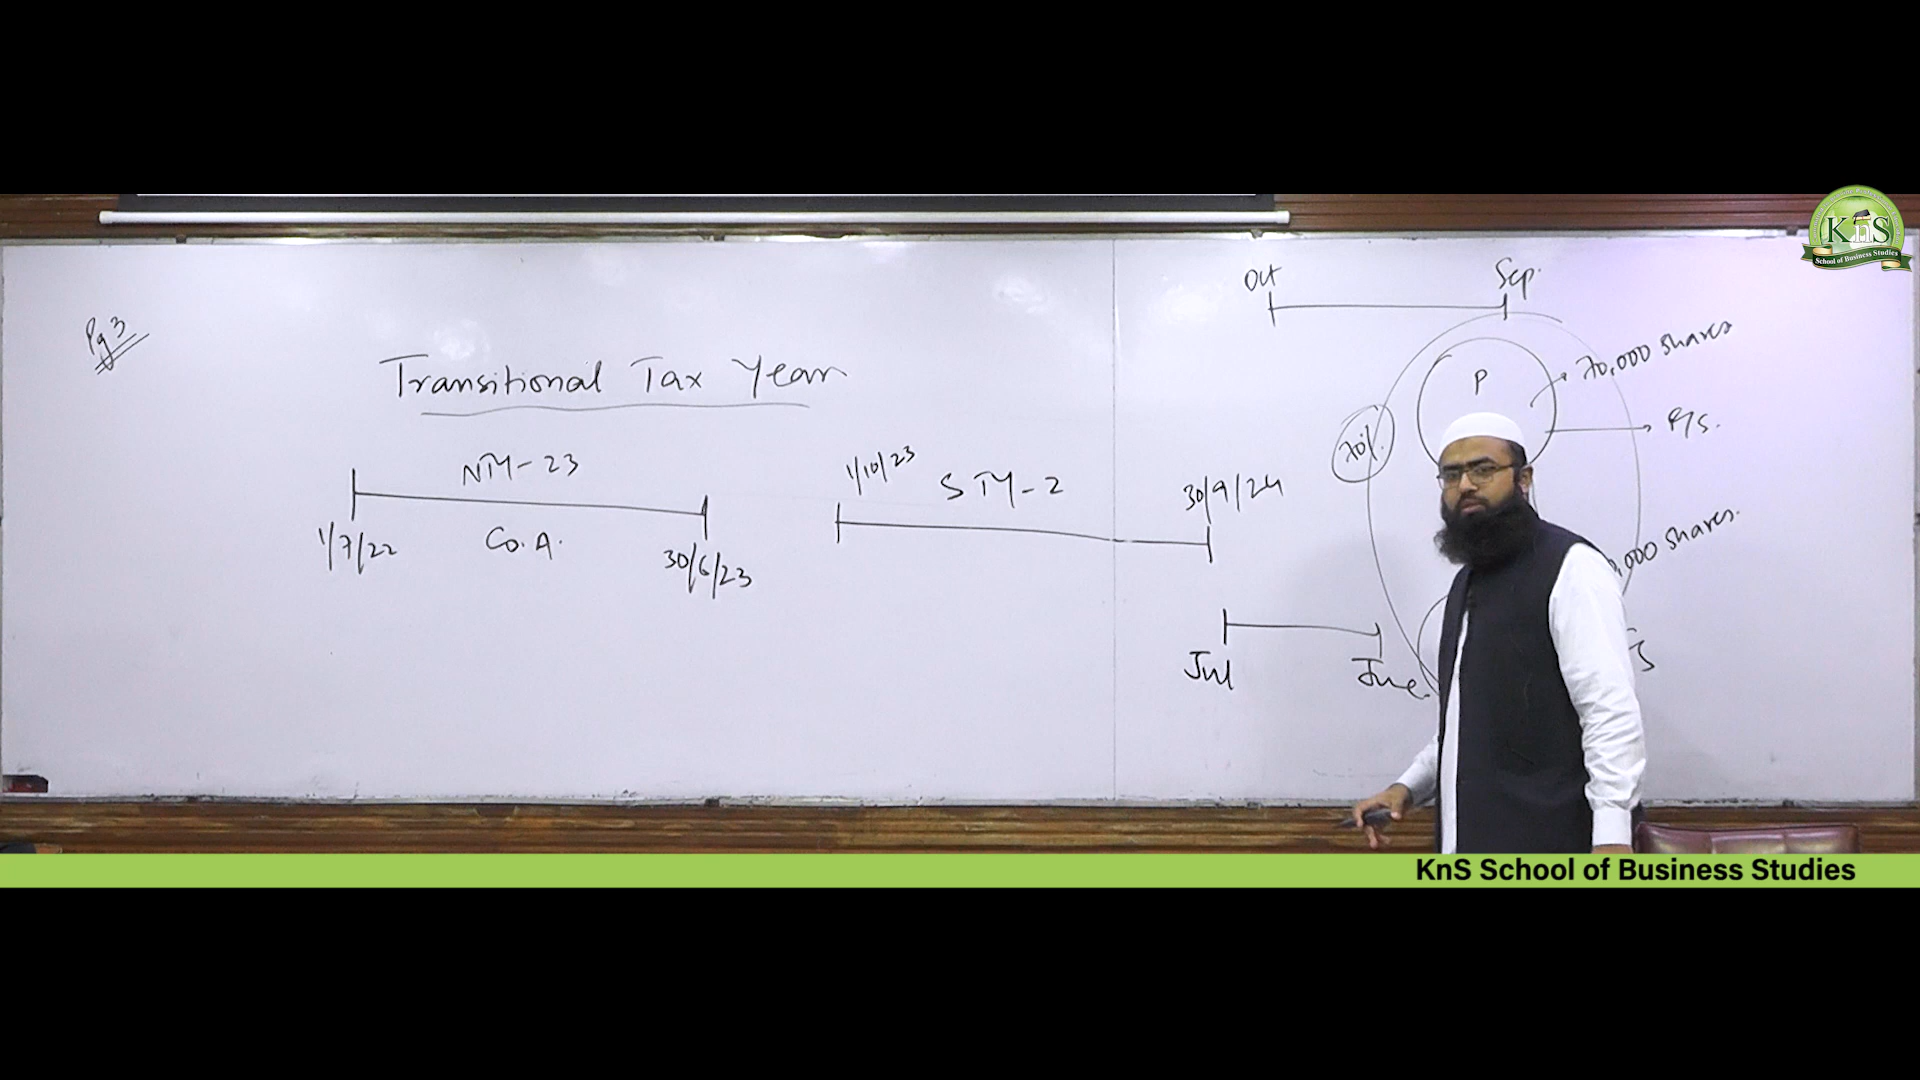 Pg 3
Transitional Tax Year
NTY-23
1/7/22
Co. A.
30/6/23
1/10/23
STY-2
30/9/24
Oct
Sep.
P
70,000 shares
70%
,000 shares.
Jul
June.
KnS
School of Business Studies
KnS School of Business Studies